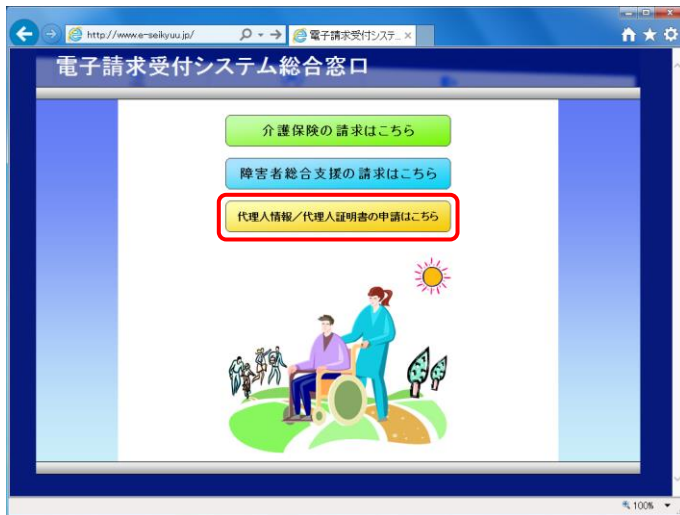 http://www.e-seikyuu.jp/
電子請求受付システ...
電子請求受付システム総合窓口
介護保険の請求はこちら
障害者総合支援の請求はこちら
代理人情報／代理人証明書の申請はこちら
100%